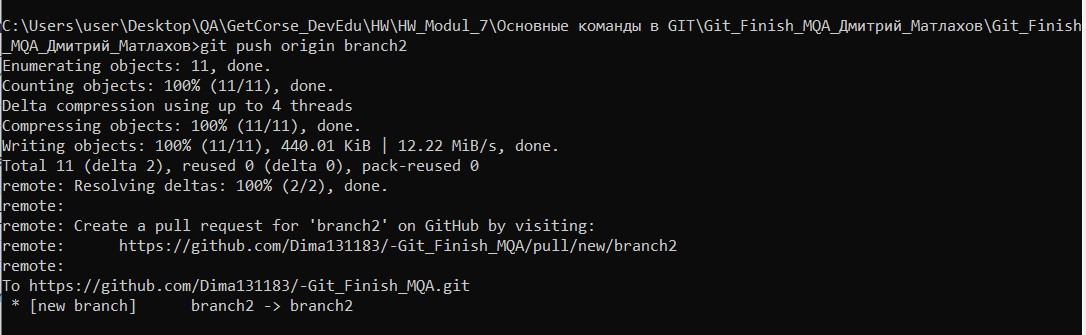 C:\Users\user\Desktop\QA\GetCorse_DevEdu\HW\HW_Modul_7\Основные команды в GIT\Git_Finish_MQA_Дмитрий_Матлахов\Git_Finish
_MQA_Дмитрий_Матлахов>git push origin branch2
Enumerating objects: 11, done.
Counting objects: 100% (11/11), done.
Delta compression using up to 4 threads
Compressing objects: 100% (11/11), done.
Writing objects: 100% (11/11), 440.01 KiB | 12.22 MiB/s, done.
Total 11 (delta 2), reused 0 (delta 0), pack-reused 0
remote: Resolving deltas: 100% (2/2), done.
remote:
remote: Create a pull request for 'branch2' on GitHub by visiting:
remote:      https://github.com/Dima131183/-Git_Finish_MQA/pull/new/branch2
remote:
To https://github.com/Dima131183/-Git_Finish_MQA.git
 * [new branch]      branch2 -> branch2